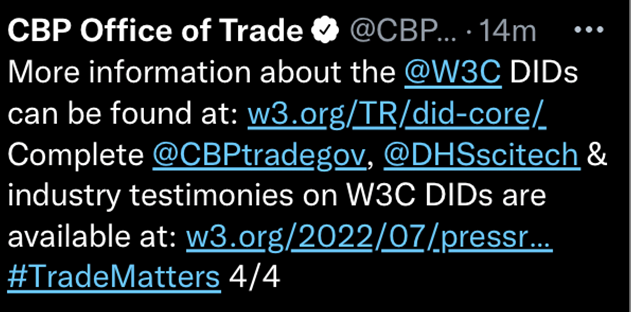 CBP Office of Trade @CBP... · 14m ...
More information about the @W3C DIDs
can be found at: w3.org/TR/did-core/
Complete @CBPtradegov, @DHSscitech &
industry testimonies on W3C DIDs are
available at: w3.org/2022/07/pressr...
#TradeMatters 4/4